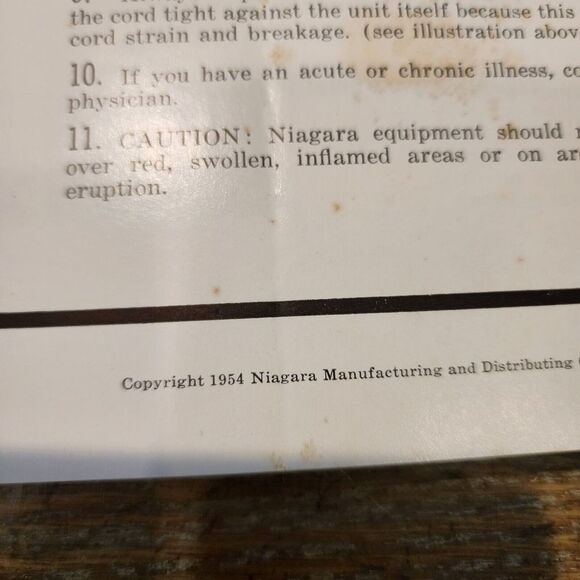 the cord tight against the unit itself because this
cord strain and breakage. (see illustration abov
10. If you have an acute or chronic illness, co
physician.
11. CAUTION: Niagara equipment should
over red, swollen, inflamed areas or on ar
eruption.
Copyright 1954 Niagara Manufacturing and Distributing